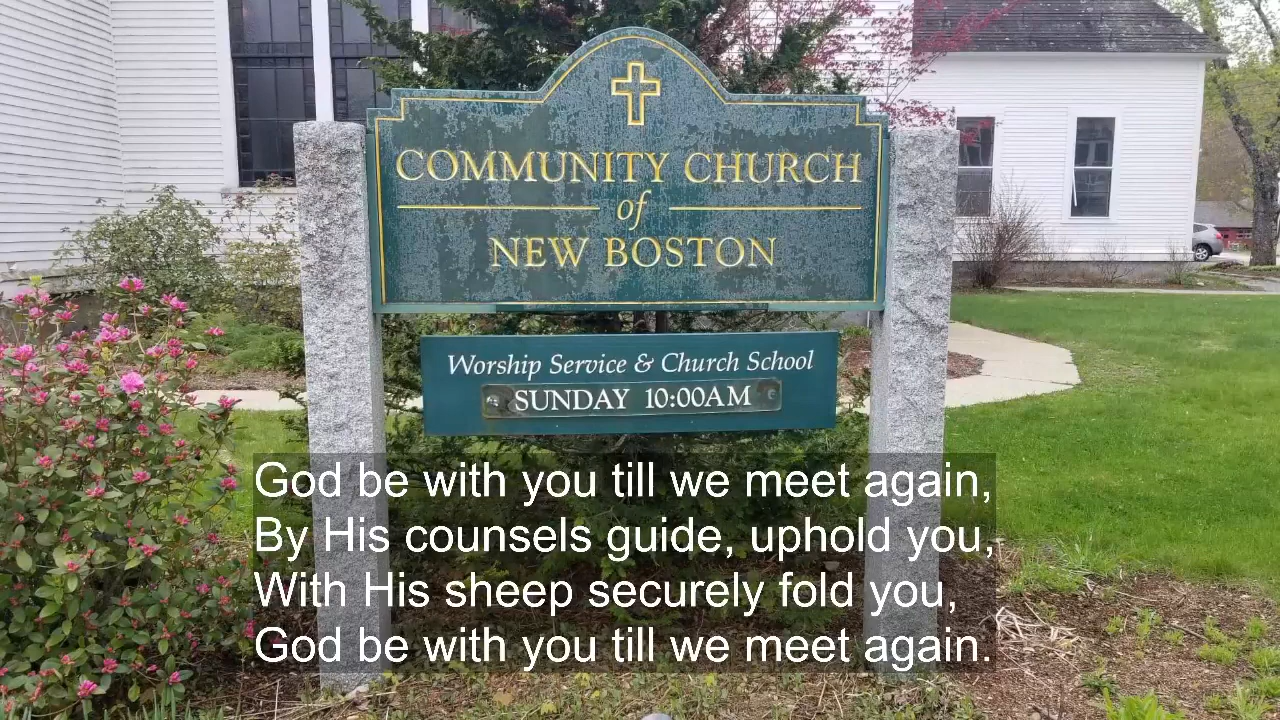 COMMUNITY CHURCH
of
NEW BOSTON
Worship Service & Church School
SUNDAY 10:00AM
God be with you till we meet again,
By His counsels guide, uphold you,
With His sheep securely fold you,
God be with you till we meet again.